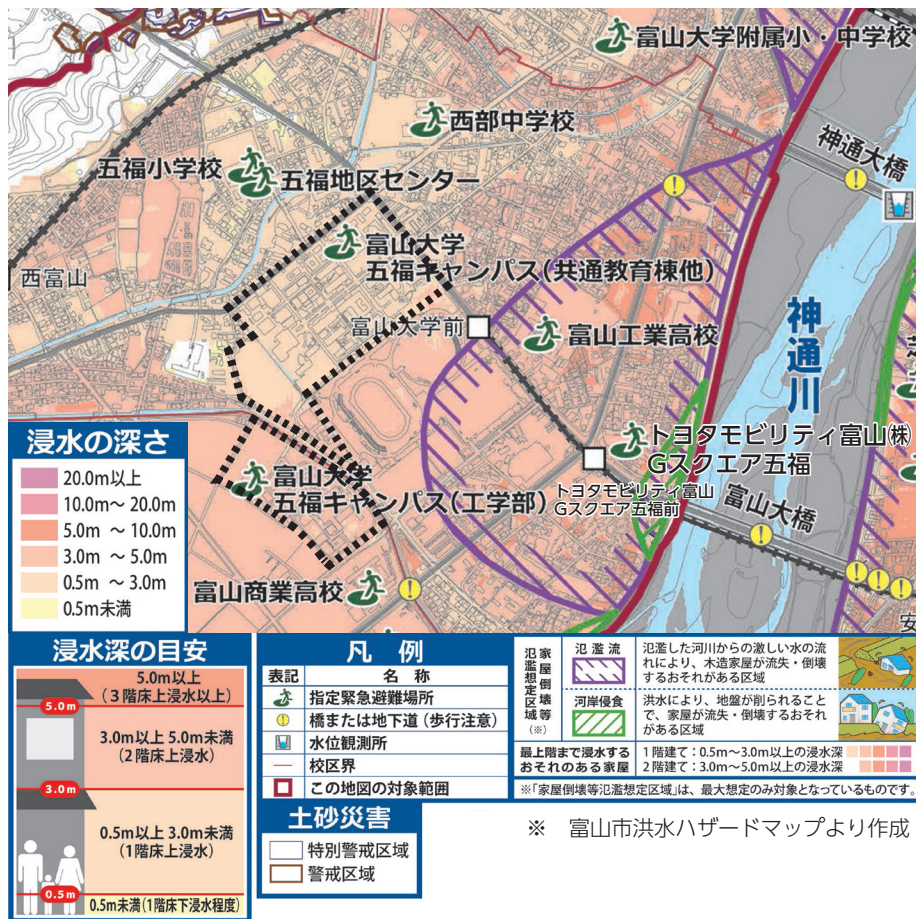 富山大学附属小・中学校
西部中学校
五福小学校
五福地区センター
神通大橋
富山大学
五福キャンパス(共通教育棟他)
西富山
富山大学前
富山工業高校
神通川
トヨタモビリティ富山㈱
Gスクエア五福
トヨタモビリティ富山
Gスクエア五福前
富山大橋
富山大学
五福キャンパス(工学部)
富山商業高校
安
浸水の深さ
20.0m以上
10.0m～20.0m
5.0m ～10.0m
3.0m ～5.0m
0.5m ～3.0m
0.5m未満
浸水深の目安
5.0m以上
(3階床上浸水以上)
5.0m
3.0m以上 5.0m未満
(2階床上浸水)
3.0m
0.5m以上 3.0m未満
(1階床上浸水)
0.5m
0.5m未満(1階床下浸水程度)
凡例
表記 名称
指定緊急避難場所
橋または地下道(歩行注意)
水位観測所
校区界
この地図の対象範囲
土砂災害
特別警戒区域
警戒区域
家屋倒壊等
氾濫想定区域
(※)
氾濫流
氾濫した河川からの激しい水の流
れにより、木造家屋が流失・倒壊
するおそれがある区域
河岸侵食
洪水により、地盤が削られること
で、家屋が流失・倒壊するおそれ
がある区域
最上階まで浸水する
おそれのある家屋
1階建て:0.5m～3.0m以上の浸水深
2階建て:3.0m～5.0m以上の浸水深
※「家屋倒壊等氾濫想定区域」は、最大想定のみ対象となっているものです。
※ 富山市洪水ハザードマップより作成